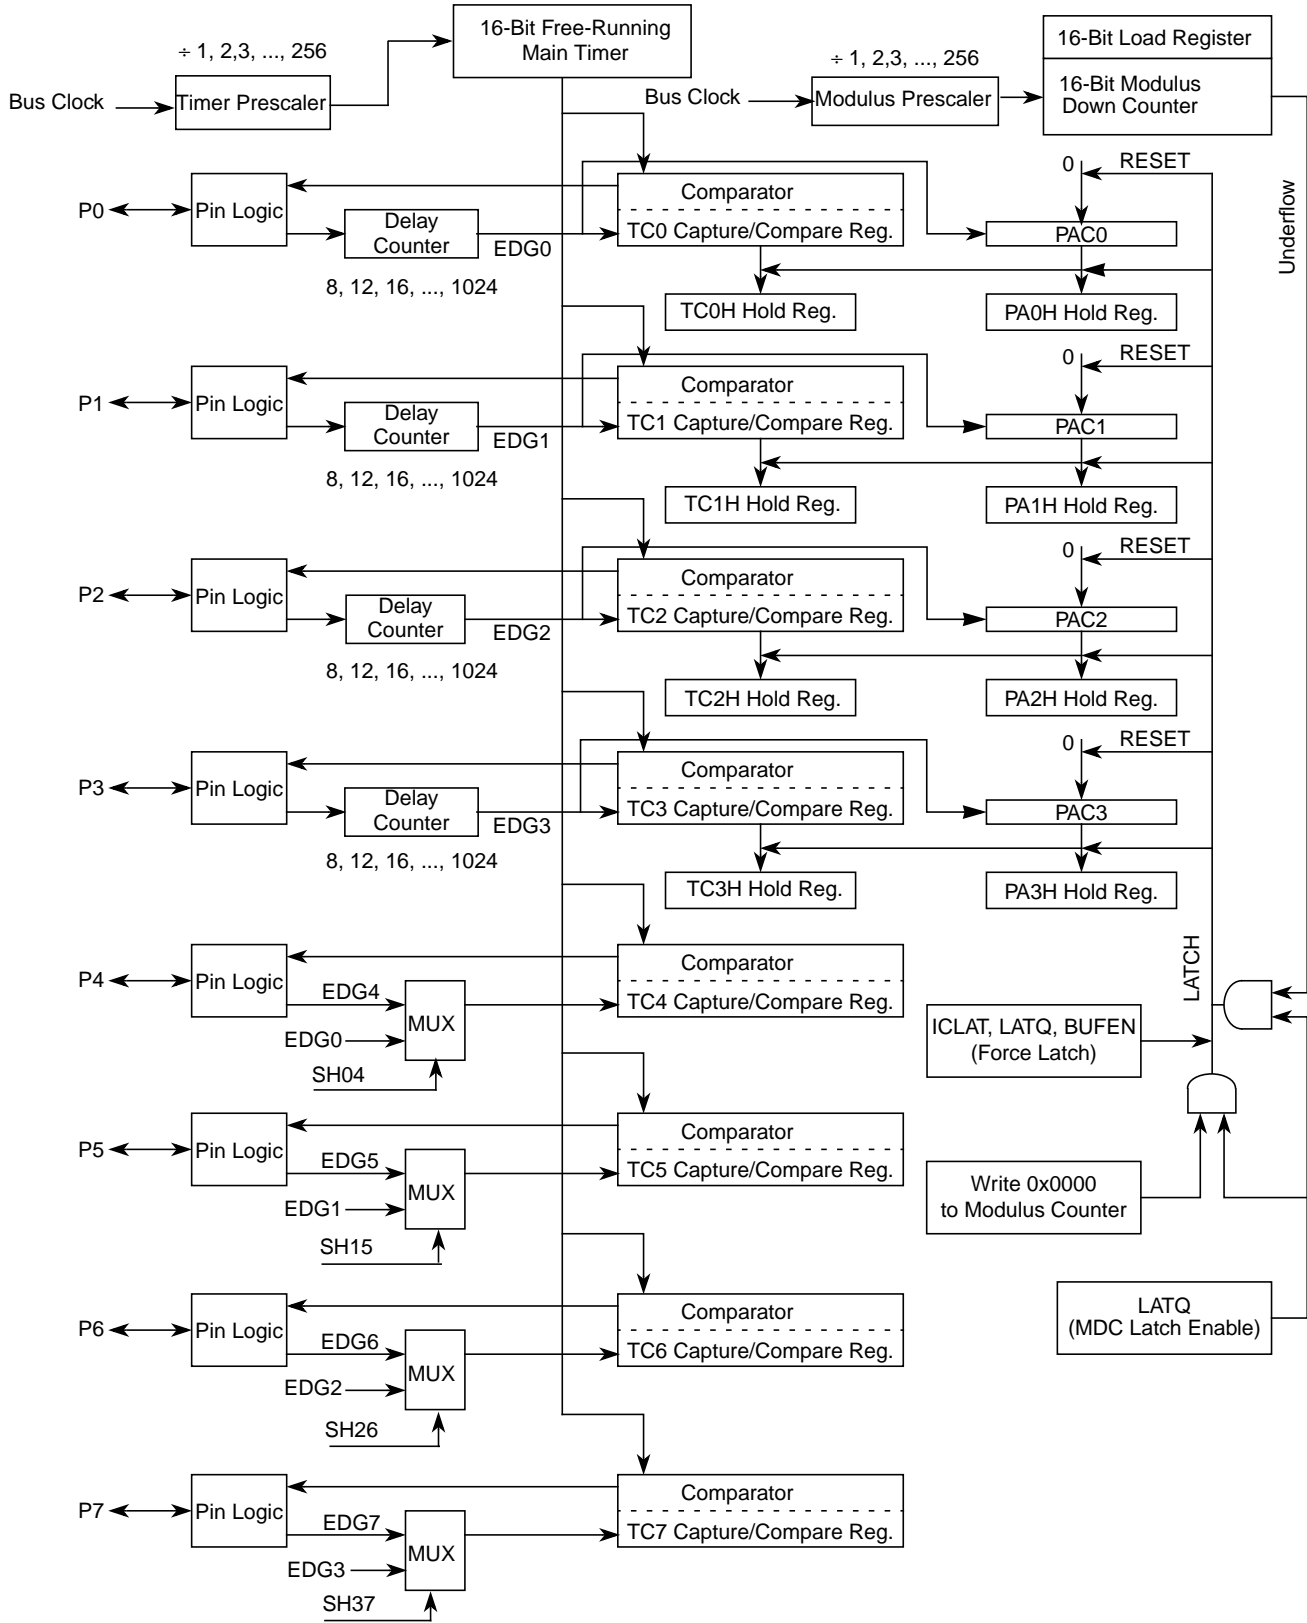 16-Bit Free-Running
Main Timer
16-Bit Load Register
16-Bit Modulus
Down Counter
÷ 1, 2,3, ..., 256
÷ 1, 2,3, ..., 256
Bus Clock
Timer Prescaler
Bus Clock
Modulus Prescaler
Underflow
P0
Pin Logic
Delay
Counter
EDG0
8, 12, 16, ..., 1024
Comparator
TC0 Capture/Compare Reg.
TC0H Hold Reg.
0
RESET
PAC0
PA0H Hold Reg.
P1
Pin Logic
Delay
Counter
EDG1
8, 12, 16, ..., 1024
Comparator
TC1 Capture/Compare Reg.
TC1H Hold Reg.
0
RESET
PAC1
PA1H Hold Reg.
P2
Pin Logic
Delay
Counter
EDG2
8, 12, 16, ..., 1024
Comparator
TC2 Capture/Compare Reg.
TC2H Hold Reg.
0
RESET
PAC2
PA2H Hold Reg.
P3
Pin Logic
Delay
Counter
EDG3
8, 12, 16, ..., 1024
Comparator
TC3 Capture/Compare Reg.
TC3H Hold Reg.
0
RESET
PAC3
PA3H Hold Reg.
LATCH
P4
Pin Logic
EDG4
EDG0
MUX
SH04
Comparator
TC4 Capture/Compare Reg.
ICLAT, LATQ, BUFEN
(Force Latch)
P5
Pin Logic
EDG5
EDG1
MUX
SH15
Comparator
TC5 Capture/Compare Reg.
Write 0x0000
to Modulus Counter
P6
Pin Logic
EDG6
EDG2
MUX
SH26
Comparator
TC6 Capture/Compare Reg.
LATQ
(MDC Latch Enable)
P7
Pin Logic
EDG7
EDG3
MUX
SH37
Comparator
TC7 Capture/Compare Reg.